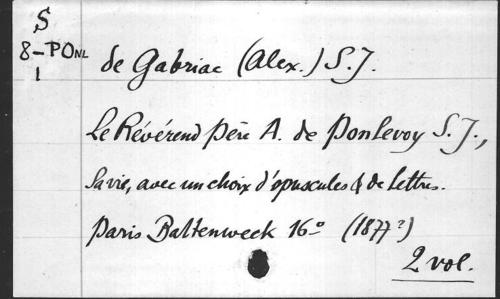 S
8-PONL
1
de Gabriac (Alex.) S.J.
Le Révérend Père A. de Ponlevoy S.J.,
sa vie, avec un choix d'opuscules & de lettres.
Paris Baltenweck 16° (1877?)
2 vol.